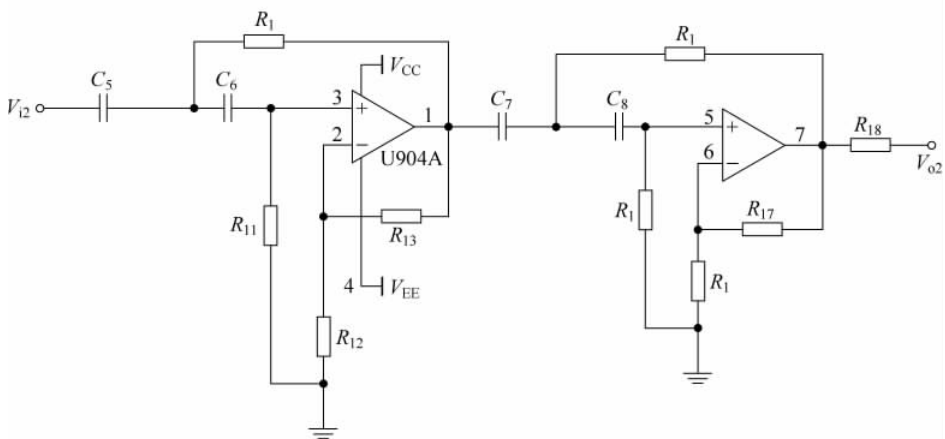 R1
R1
VCC
C5
C6
C7
C8
Vi2
3
+
1
5
+
7
R18
2
−
U904A
6
−
Vo2
R11
R13
R1
R17
4
VEE
R1
R12